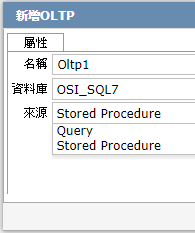 新增OLTP
屬性
名稱 Oltp1
資料庫 OSI_SQL7
來源 Stored Procedure
Query
Stored Procedure